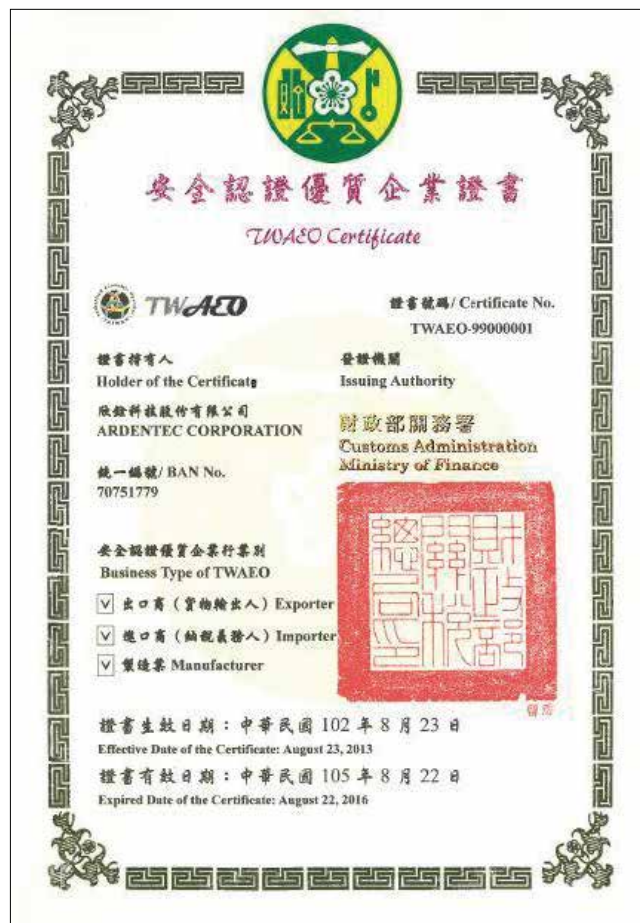 安全認證優質企業證書
TWAEO Certificate
TWAEO
證書號碼/ Certificate No.
TWAEO-99000001
證書持有人
Holder of the Certificate
欣銓科技股份有限公司
ARDENTEC CORPORATION
統一編號/ BAN No.
70751779
發證機關
Issuing Authority
財政部關務署
Customs Administration
Ministry of Finance
安全認證優質企業行業別
Business Type of TWAEO
V 出口商（貨物輸出人）Exporter
V 進口商（納稅義務人）Importer
V 製造業 Manufacturer
證書生效日期：中華民國 102 年 8 月 23 日
Effective Date of the Certificate: August 23, 2013
證書有效日期：中華民國 105 年 8 月 22 日
Expired Date of the Certificate: August 22, 2016